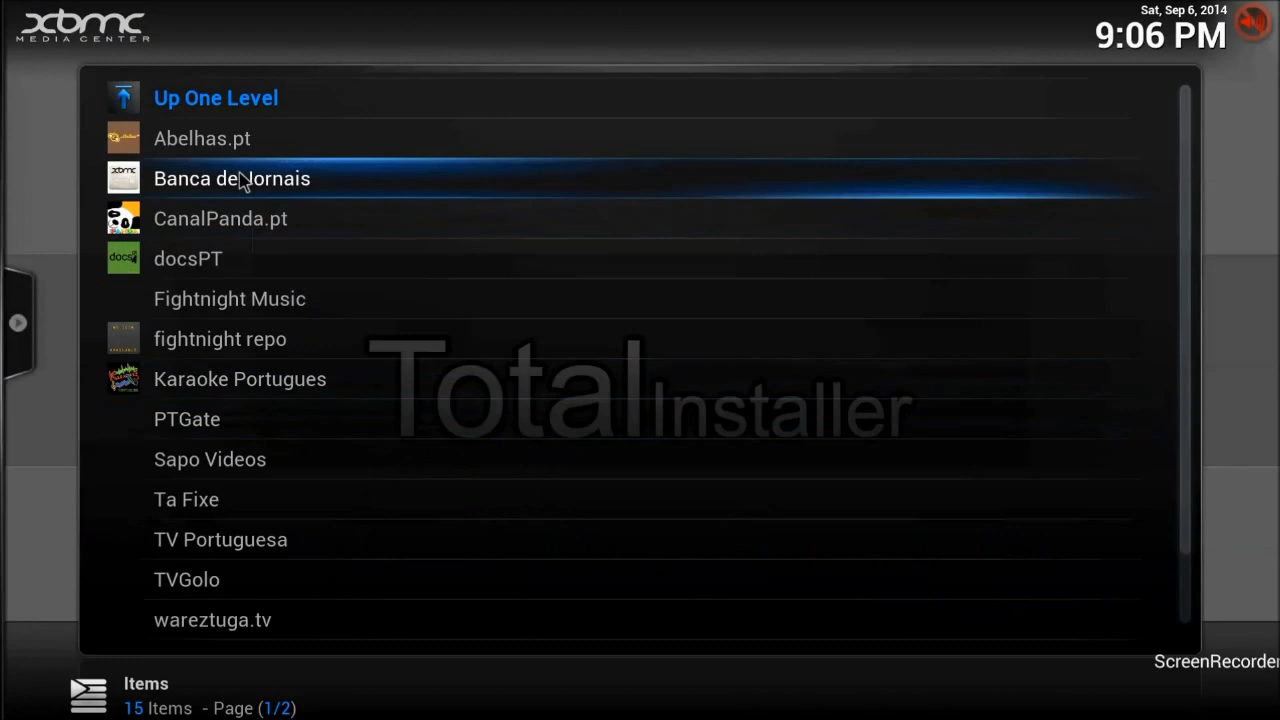 xbmc
MEDIA CENTER
Sat, Sep 6, 2014
9:06 PM
Up One Level
Abelhas.pt
xbmc
Banca de Jornais
CanalPanda.pt
docs
docsPT
Fightnight Music
fightnight repo
Karaoke Portugues
PTGate
Sapo Videos
Ta Fixe
TV Portuguesa
TVGolo
wareztuga.tv
Total Installer
ScreenRecorder
Items
15 Items - Page (1/2)